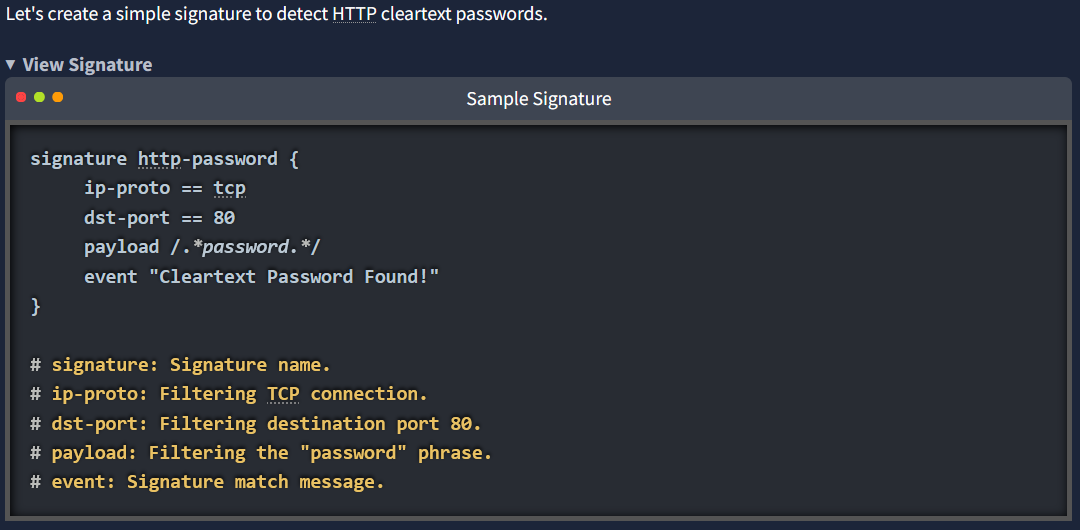 Let's create a simple signature to detect HTTP cleartext passwords.
▼ View Signature
Sample Signature
signature http-password {
     ip-proto == tcp
     dst-port == 80
     payload /.*password.*/
     event "Cleartext Password Found!"
}
# signature: Signature name.
# ip-proto: Filtering TCP connection.
# dst-port: Filtering destination port 80.
# payload: Filtering the "password" phrase.
# event: Signature match message.